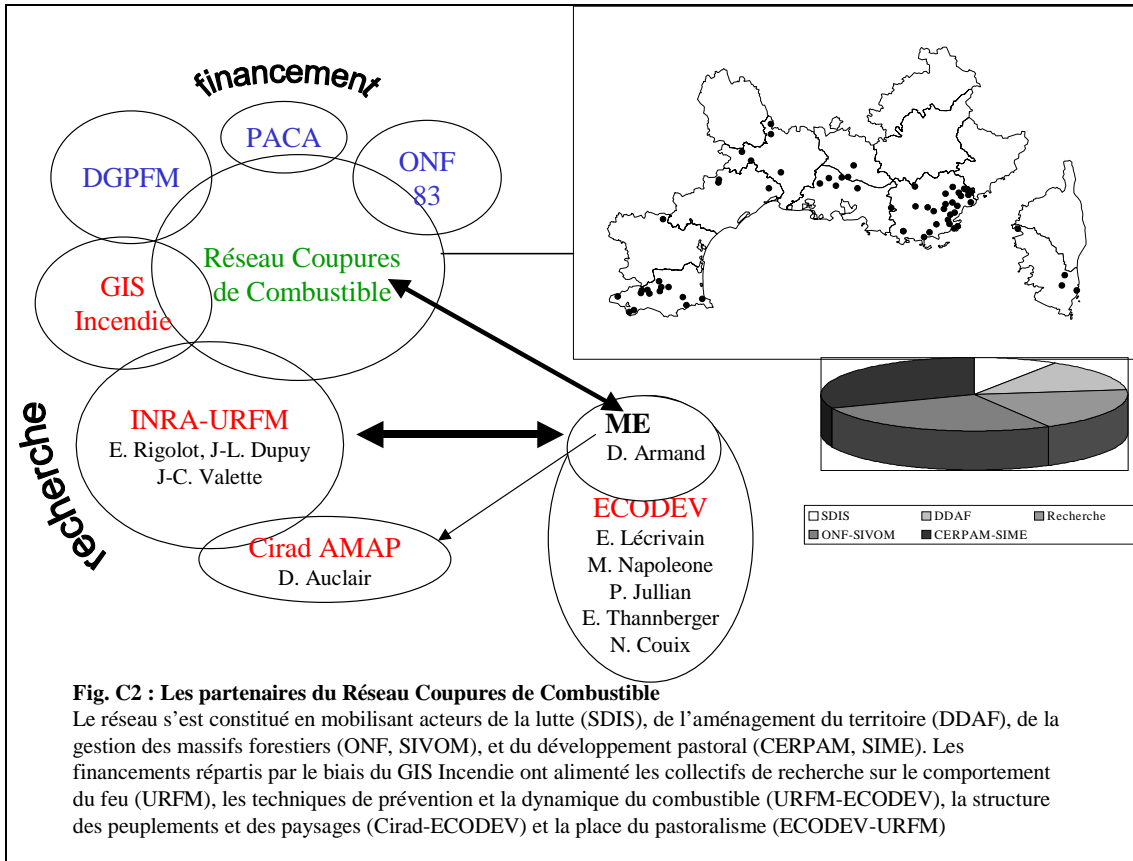 financement
PACA
DGPFM
ONF
83
Réseau Coupures
de Combustible
GIS
Incendie
recherche
INRA-URFM
E. Rigolot, J-L. Dupuy
J-C. Valette
Cirad AMAP
D. Auclair
ME
D. Armand
ECODEV
E. Lécrivain
M. Napoleone
P. Jullian
E. Thannberger
N. Couix
SDIS DDAF Recherche
ONF-SIVOM CERPAM-SIME
Fig. C2 : Les partenaires du Réseau Coupures de Combustible
Le réseau s’est constitué en mobilisant acteurs de la lutte (SDIS), de l’aménagement du territoire (DDAF), de la
gestion des massifs forestiers (ONF, SIVOM), et du développement pastoral (CERPAM, SIME). Les
financements répartis par le biais du GIS Incendie ont alimenté les collectifs de recherche sur le comportement
du feu (URFM), les techniques de prévention et la dynamique du combustible (URFM-ECODEV), la structure
des peuplements et des paysages (Cirad-ECODEV) et la place du pastoralisme (ECODEV-URFM)